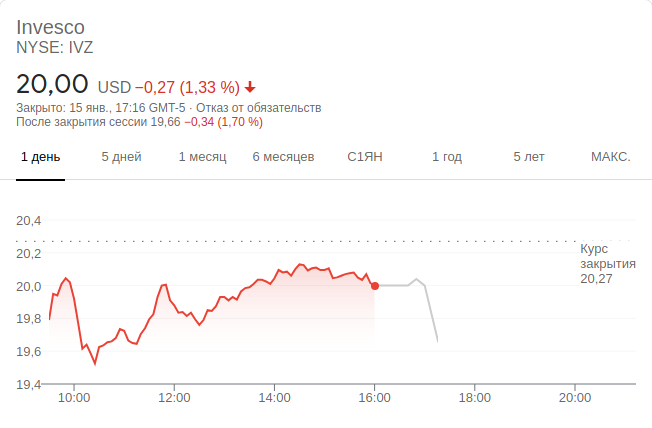 Invesco
NYSE: IVZ
20,00 USD −0,27 (1,33 %)
Закрыто: 15 янв., 17:16 GMT-5 · Отказ от обязательств
После закрытия сессии 19,66 −0,34 (1,70 %)
1 день 5 дней 1 месяц 6 месяцев С1ЯН 1 год 5 лет МАКС.
20,4
20,2
20,0
19,8
19,6
19,4
Курс
закрытия
20,27
10:00 12:00 14:00 16:00 18:00 20:00